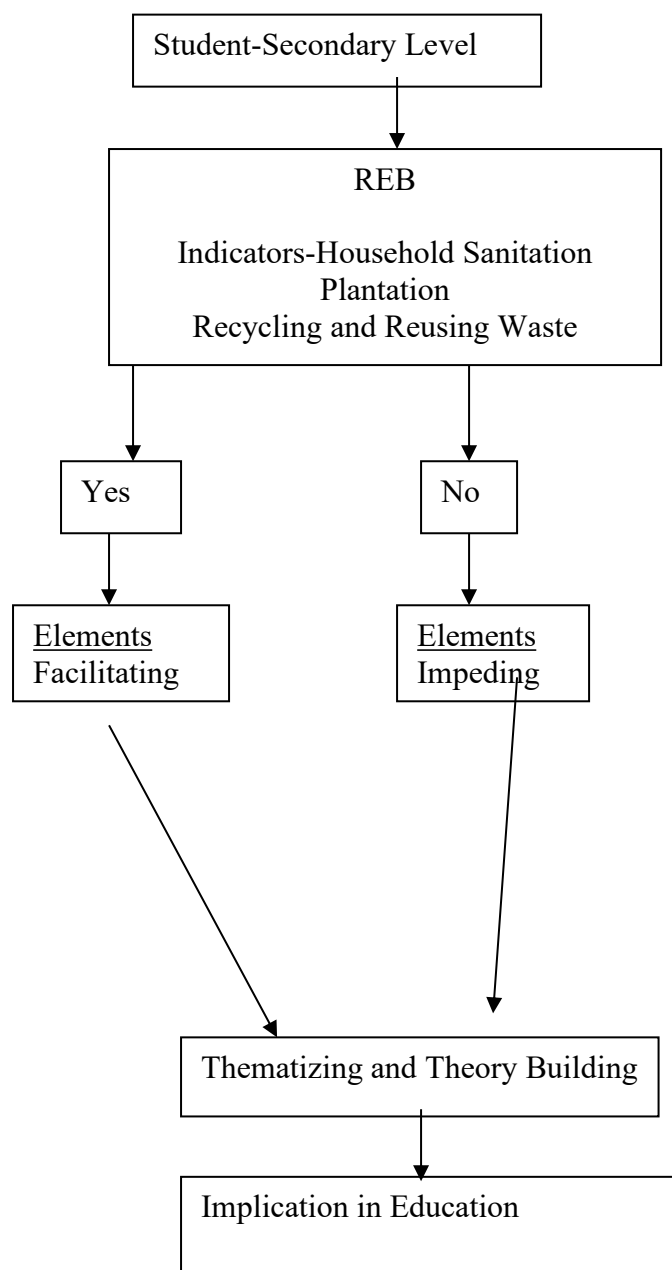 Student-Secondary Level
REB
Indicators-Household Sanitation
Plantation
Recycling and Reusing Waste
Yes
No
Elements
Facilitating
Elements
Impeding
Thematizing and Theory Building
Implication in Education